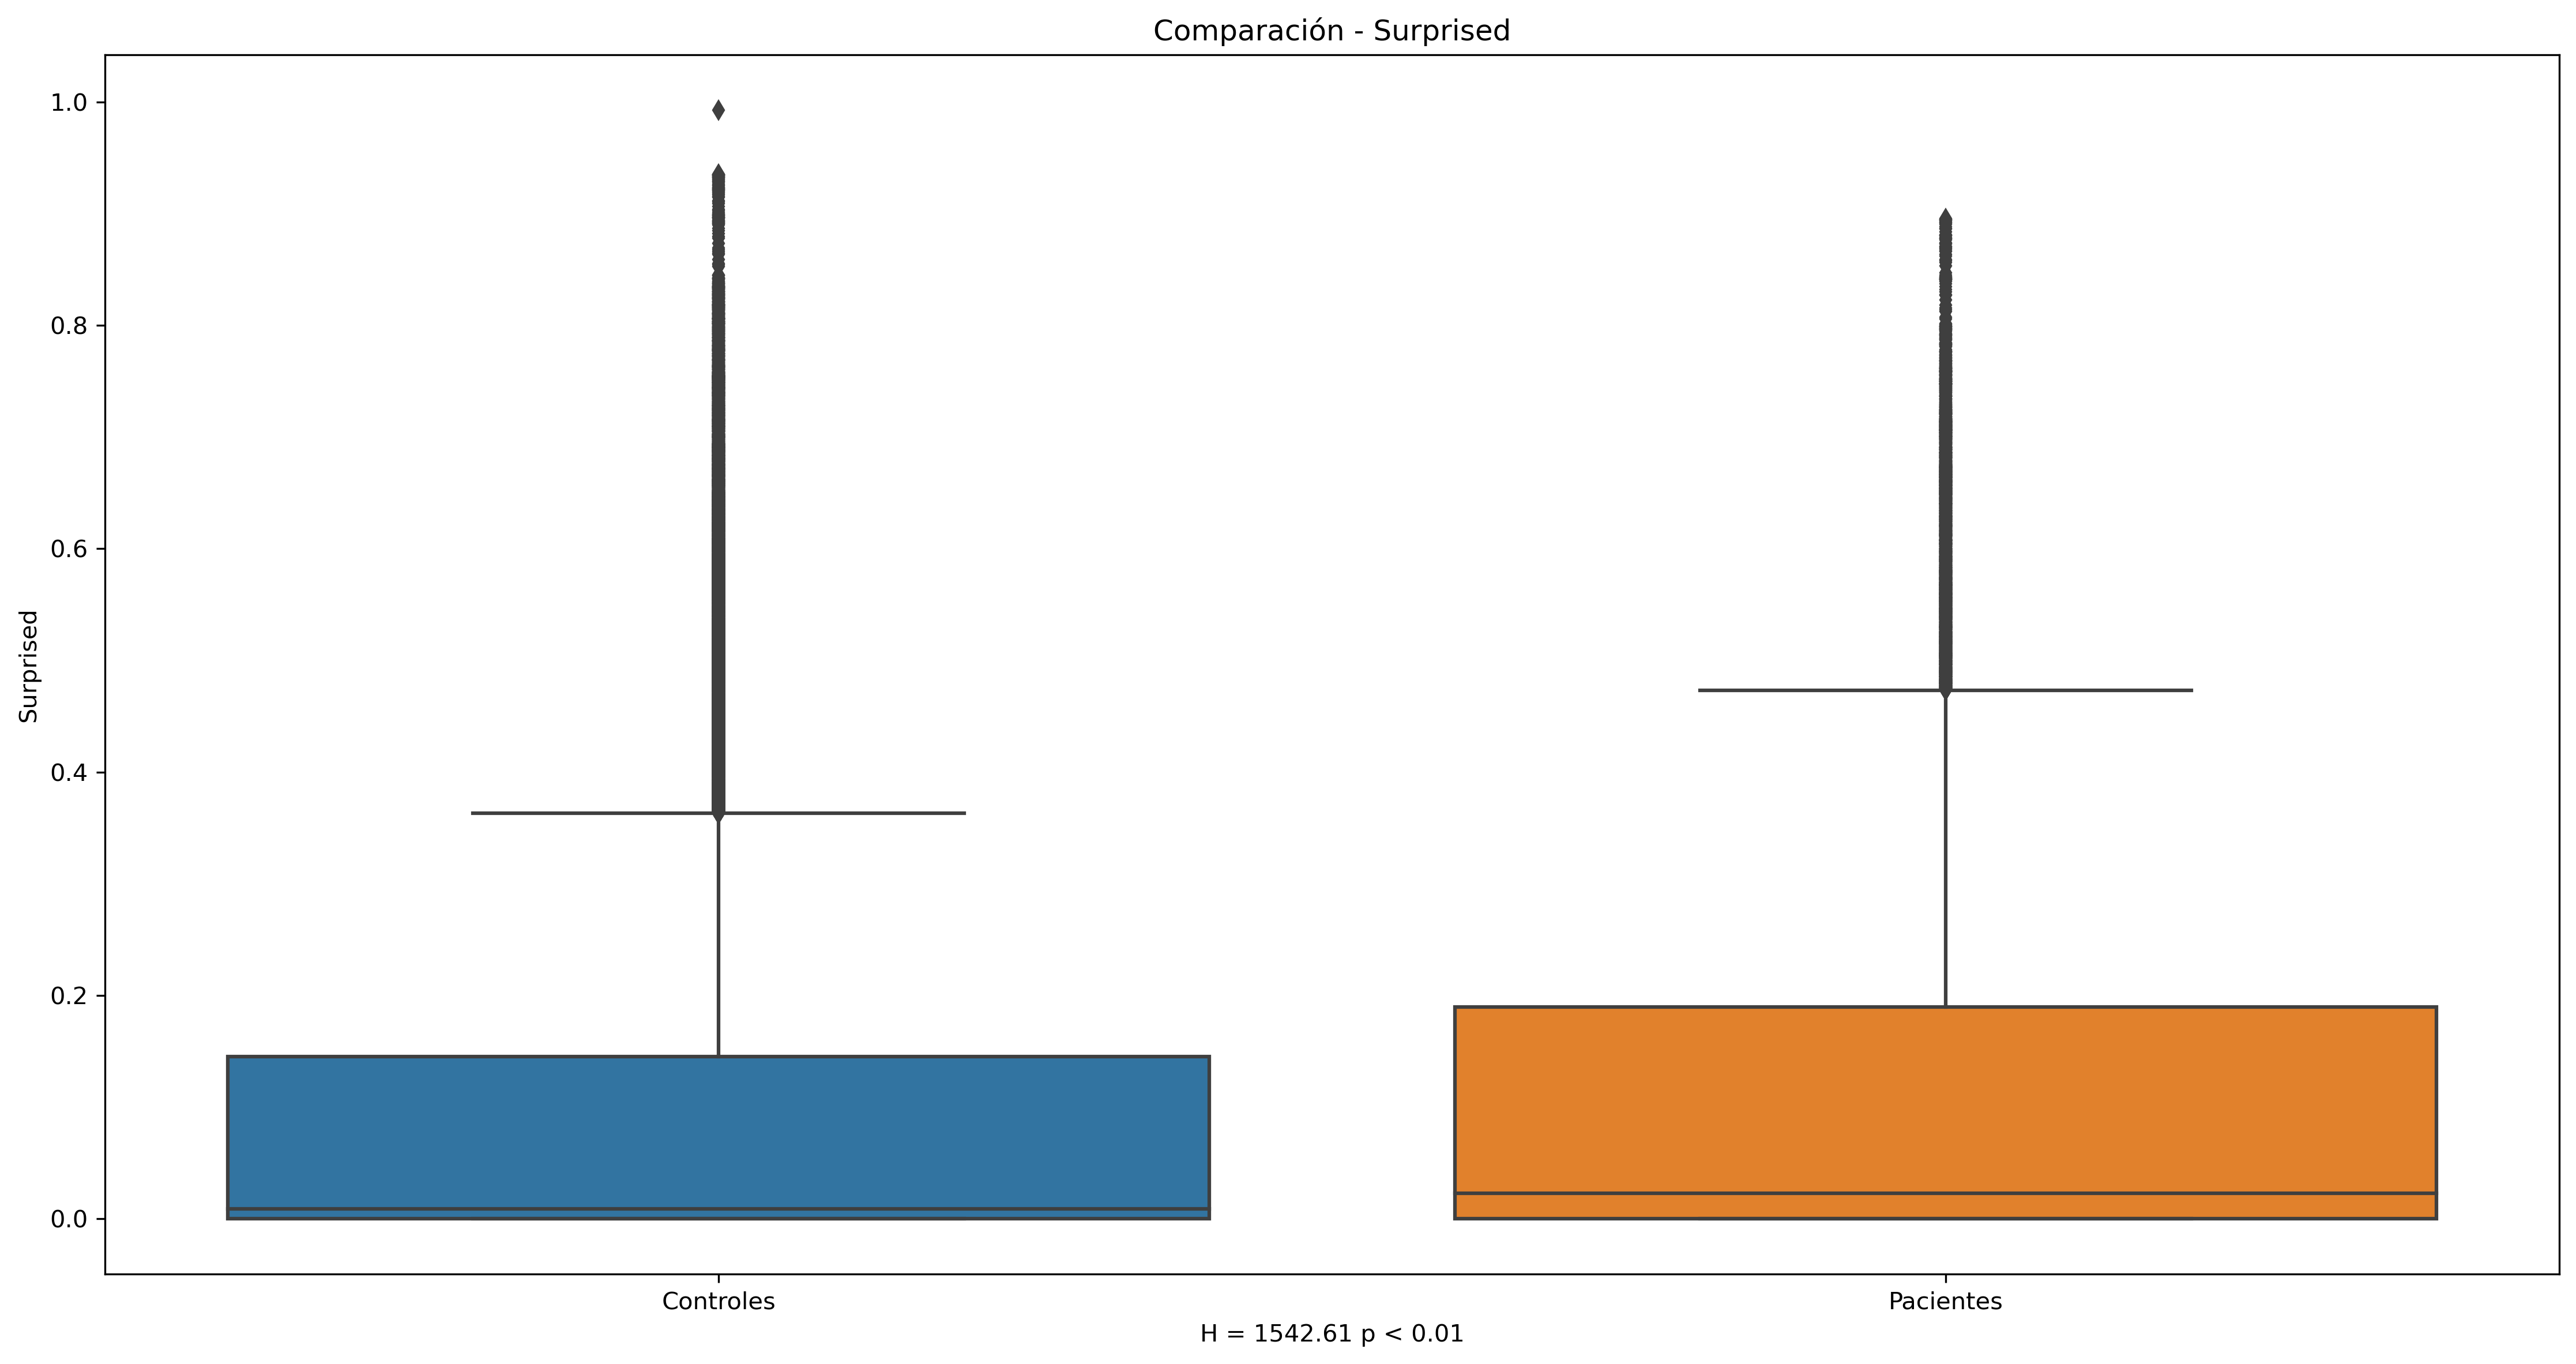 Comparación - Surprised
1.0
0.8
0.6
0.4
0.2
0.0
Surprised
Controles
Pacientes
H = 1542.61 p < 0.01